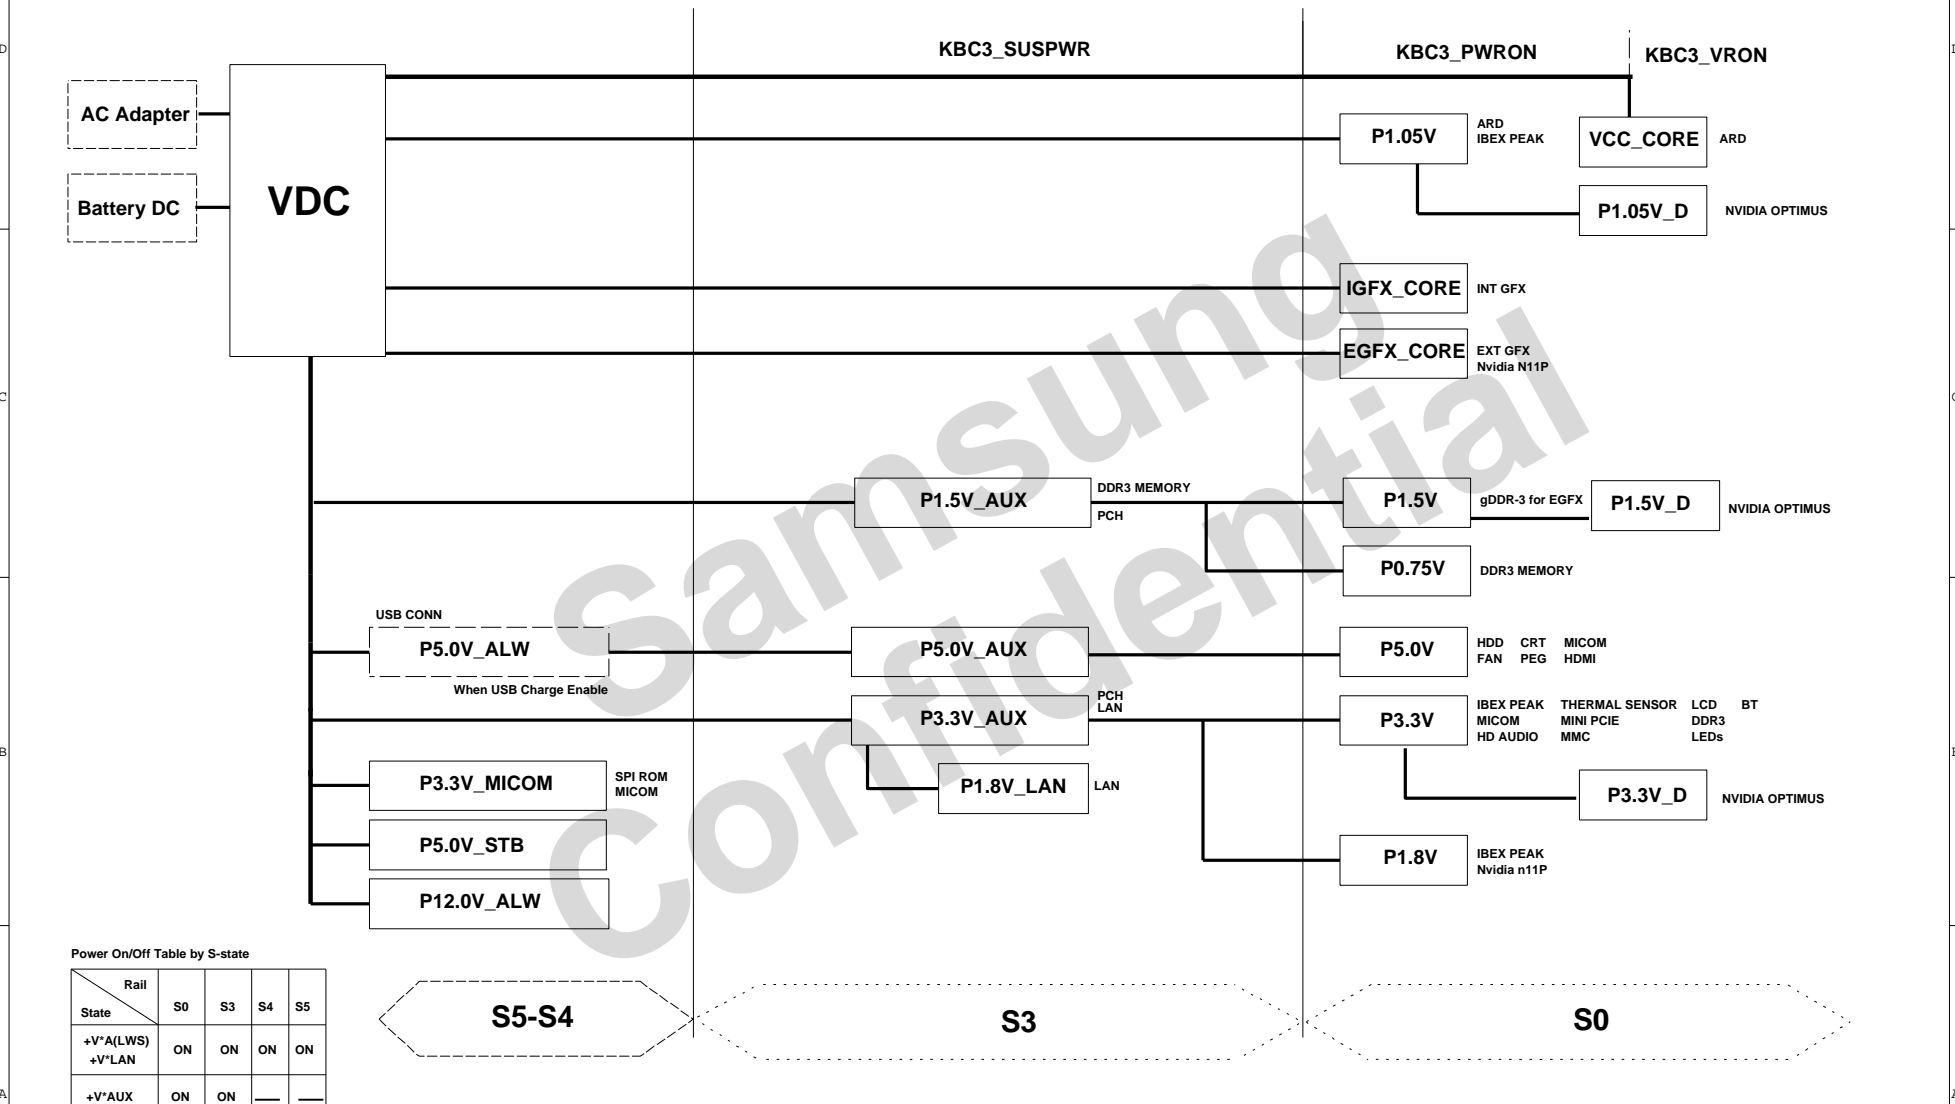 KBC3_SUSPWR
KBC3_PWRON
KBC3_VRON
AC Adapter
Battery DC
VDC
P1.05V
ARD
IBEX PEAK
VCC_CORE
ARD
P1.05V_D
NVIDIA OPTIMUS
IGFX_CORE
INT GFX
EGFX_CORE
EXT GFX
Nvidia N11P
P1.5V_AUX
DDR3 MEMORY
PCH
P1.5V
gDDR-3 for EGFX
P1.5V_D
NVIDIA OPTIMUS
P0.75V
DDR3 MEMORY
USB CONN
P5.0V_ALW
When USB Charge Enable
P5.0V_AUX
P5.0V
HDD CRT MICOM
FAN PEG HDMI
P3.3V_AUX
PCH
LAN
P3.3V
IBEX PEAK THERMAL SENSOR LCD BT
MICOM MINI PCIE DDR3
HD AUDIO MMC LEDs
P3.3V_MICOM
SPI ROM
MICOM
P1.8V_LAN
LAN
P3.3V_D
NVIDIA OPTIMUS
P5.0V_STB
P1.8V
IBEX PEAK
Nvidia n11P
P12.0V_ALW
Samsung
Confidential
Power On/Off Table by S-state
Rail
State
S0 S3 S4 S5
+V*A(LWS)
+V*LAN
ON ON ON ON
+V*AUX ON ON
S5-S4
S3
S0
D
C
B
A